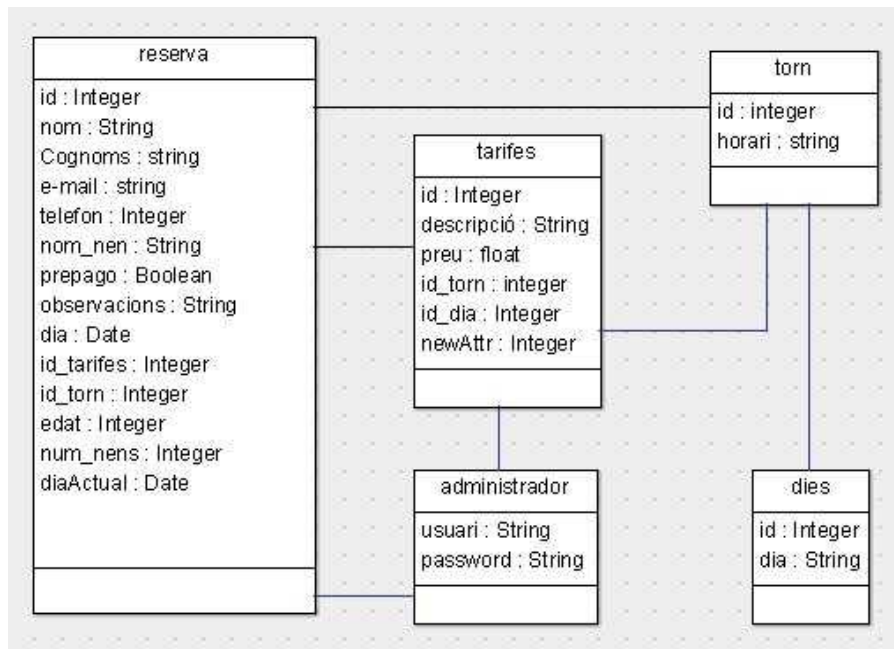 reserva
id : Integer
nom : String
Cognoms : string
e-mail : string
telefon : Integer
nom_nen : String
prepago : Boolean
observacions : String
dia : Date
id_tarifes : Integer
id_torn : Integer
edat : Integer
num_nens : Integer
diaActual : Date
tarifes
id : Integer
descripció : String
preu : float
id_torn : integer
id_dia : Integer
newAttr : Integer
torn
id : integer
horari : string
administrador
usuari : String
password : String
dies
id : Integer
dia : String